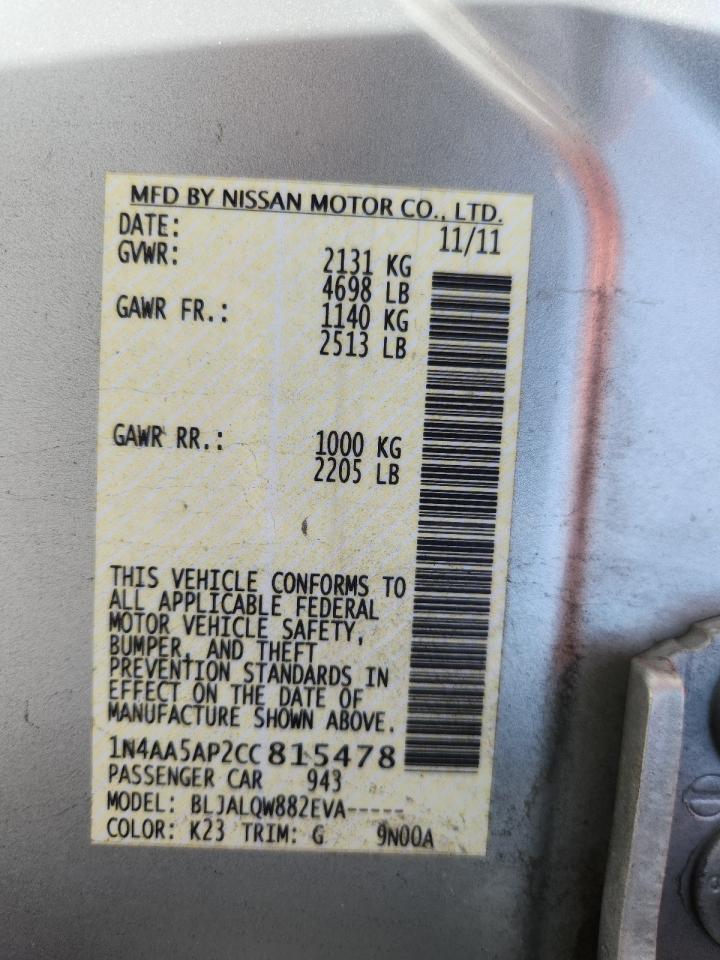 MFD BY NISSAN MOTOR CO., LTD.
DATE: 11/11
GVWR: 2131 KG
4698 LB
GAWR FR.: 1140 KG
2513 LB
GAWR RR.: 1000 KG
2205 LB
THIS VEHICLE CONFORMS TO
ALL APPLICABLE FEDERAL
MOTOR VEHICLE SAFETY,
BUMPER, AND THEFT
PREVENTION STANDARDS IN
EFFECT ON THE DATE OF
MANUFACTURE SHOWN ABOVE.
1N4AA5AP2CC815478
PASSENGER CAR 943
MODEL: BLJALQW882EVA-----
COLOR: K23 TRIM: G 9N00A